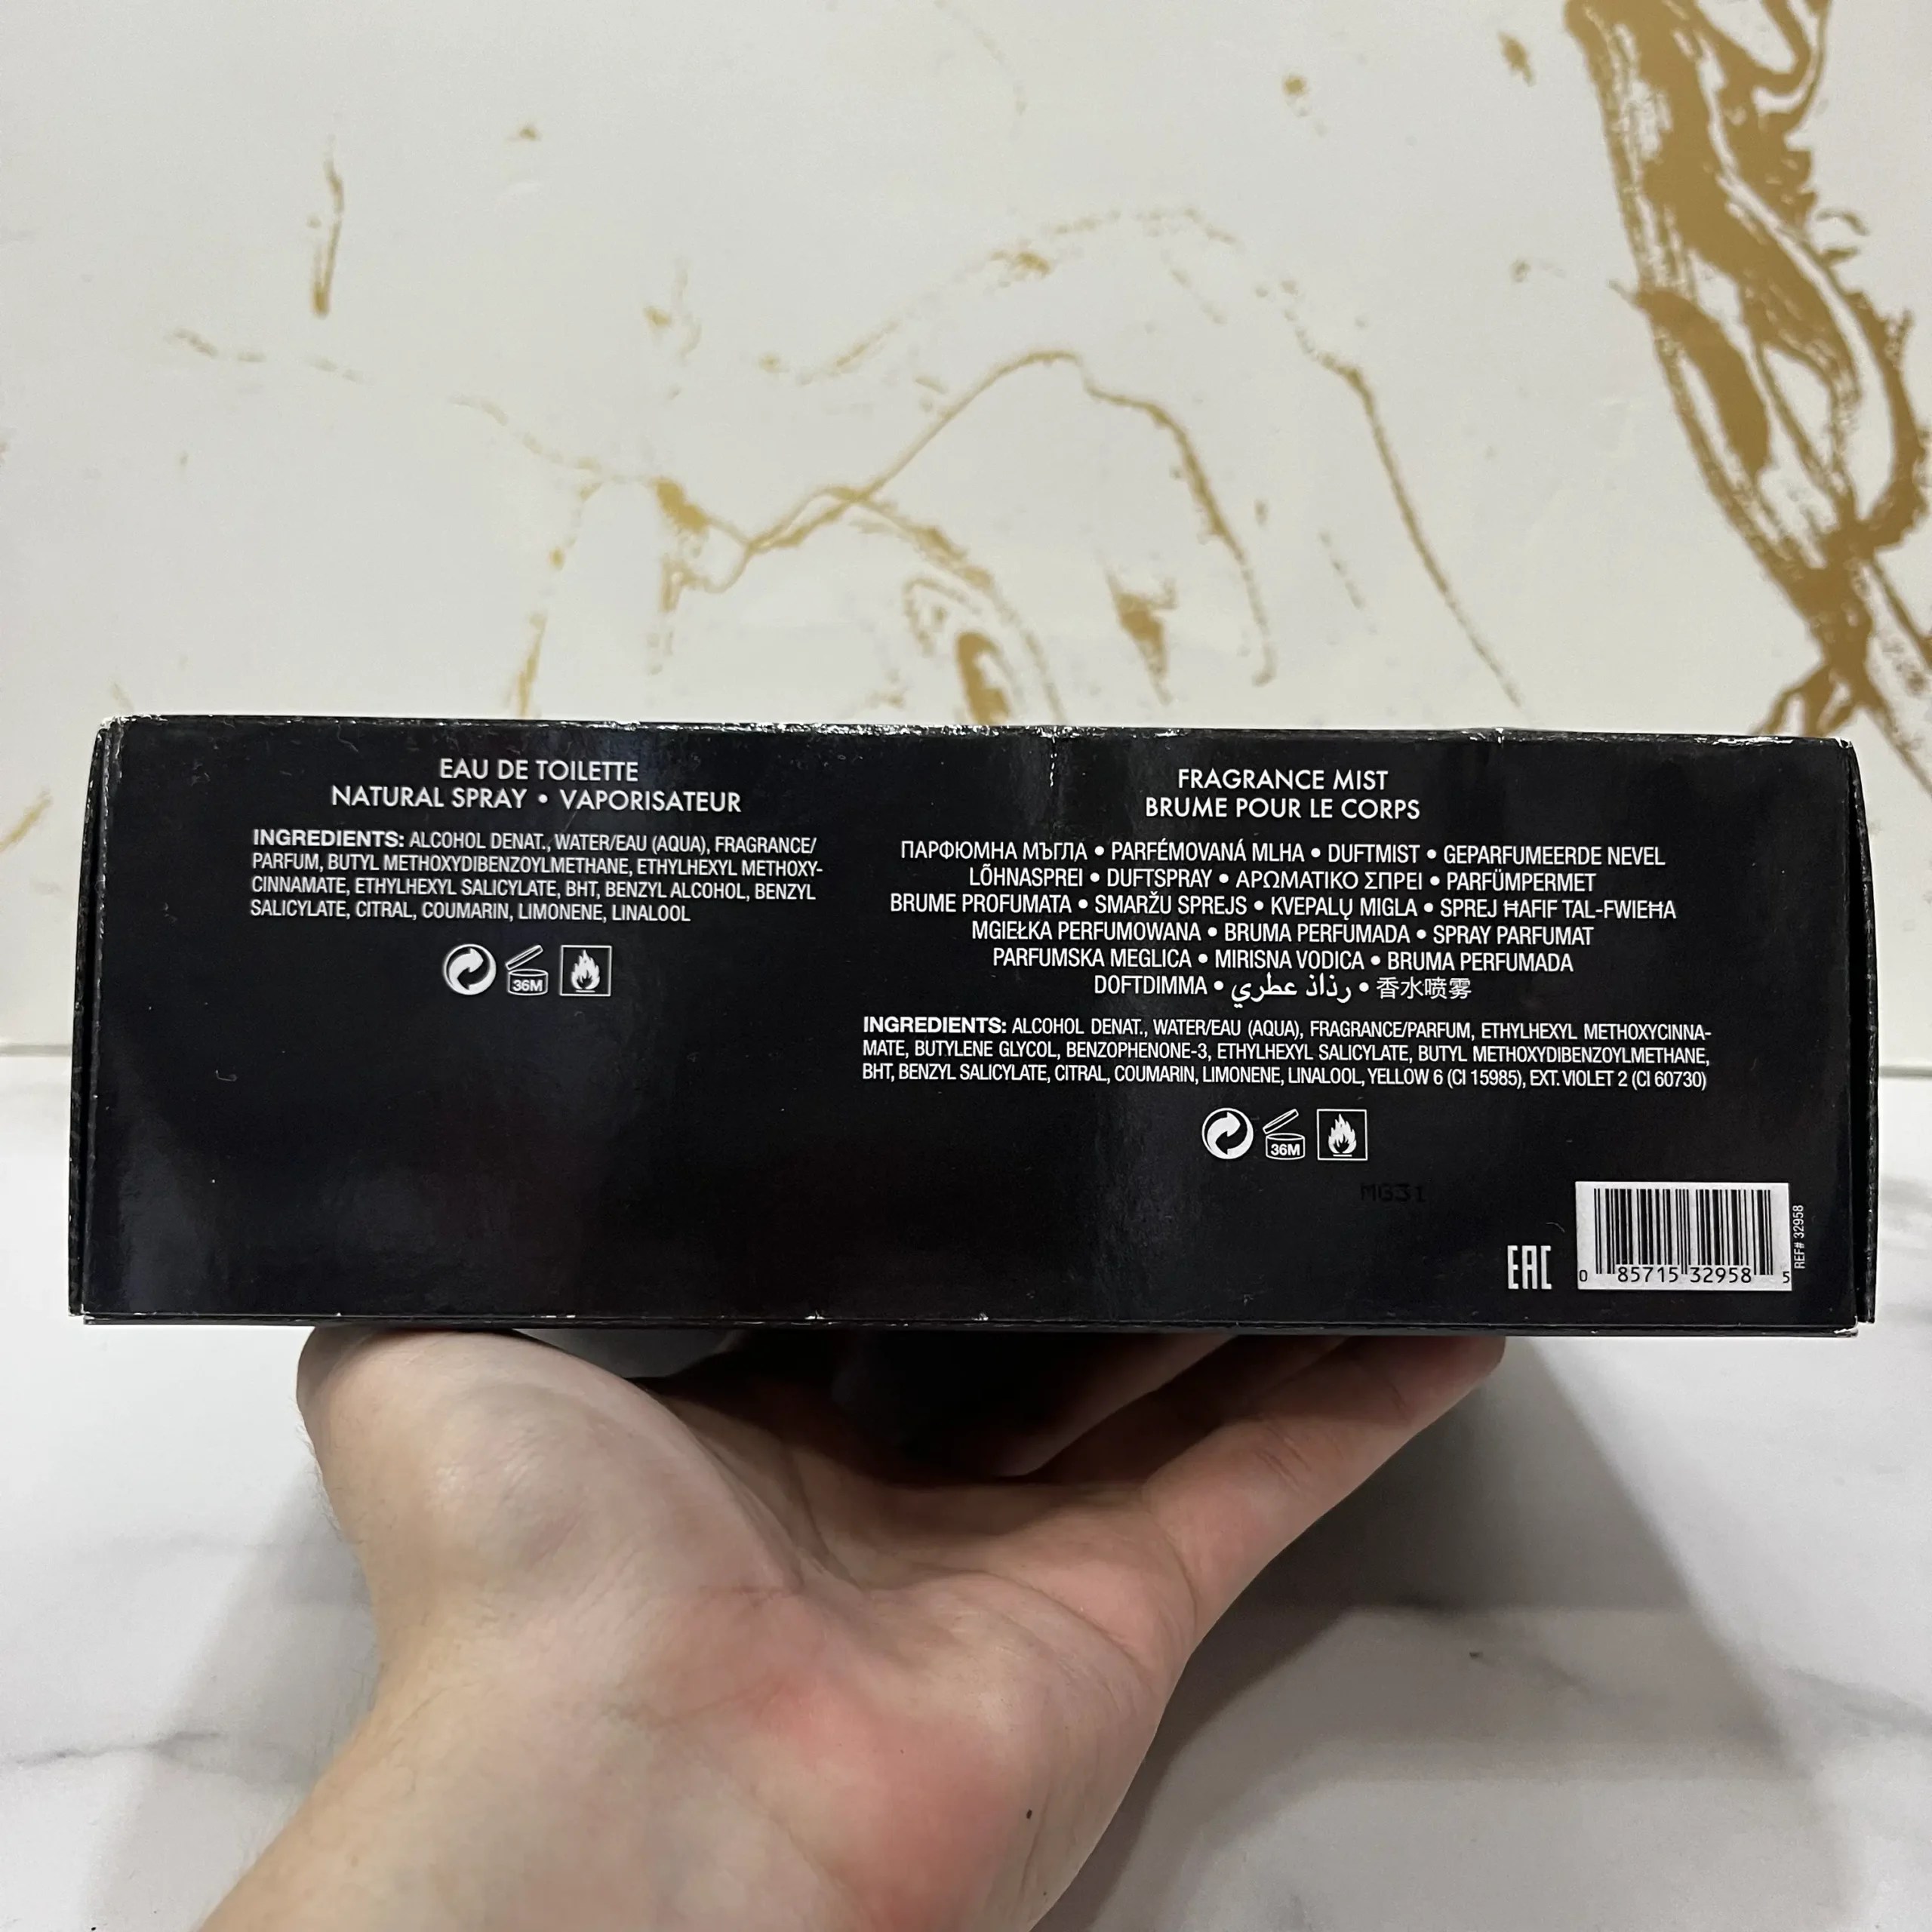 EAU DE TOILETTE
NATURAL SPRAY • VAPORISATEUR
INGREDIENTS: ALCOHOL DENAT., WATER/EAU (AQUA), FRAGRANCE/
PARFUM, BUTYL METHOXYDIBENZOYLMETHANE, ETHYLHEXYL METHOXY-
CINNAMATE, ETHYLHEXYL SALICYLATE, BHT, BENZYL ALCOHOL, BENZYL
SALICYLATE, CITRAL, COUMARIN, LIMONENE, LINALOOL
36M
FRAGRANCE MIST
BRUME POUR LE CORPS
ПАРФЮМНА МЪГЛА • PARFÉMOVANÁ MLHA • DUFTMIST • GEPARFUMEERDE NEVEL
LÕHNASPREI • DUFTSPRAY • ΑΡΩΜΑΤΙΚΟ ΣΠΡΕΙ • PARFÜMPERMET
BRUME PROFUMATA • SMARŽU SPREJS • KVEPALŲ MIGLA • SPREJ ĦAFIF TAL-FWIEĦA
MGIEŁKA PERFUMOWANA • BRUMA PERFUMADA • SPRAY PARFUMAT
PARFUMSKA MEGLICA • MIRISNA VODICA • BRUMA PERFUMADA
DOFTDIMMA • رذاذ عطري • 香水喷雾
INGREDIENTS: ALCOHOL DENAT., WATER/EAU (AQUA), FRAGRANCE/PARFUM, ETHYLHEXYL METHOXYCINNA-
MATE, BUTYLENE GLYCOL, BENZOPHENONE-3, ETHYLHEXYL SALICYLATE, BUTYL METHOXYDIBENZOYLMETHANE,
BHT, BENZYL SALICYLATE, CITRAL, COUMARIN, LIMONENE, LINALOOL, YELLOW 6 (CI 15985), EXT. VIOLET 2 (CI 60730)
36M
MG31
EAC
0 85715 32958 5
REF# 32958